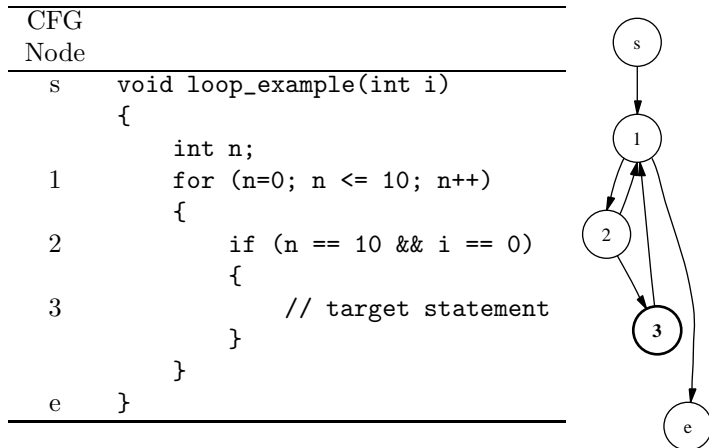 CFG
Node
s void loop_example(int i)
{
int n;
1 for (n=0; n <= 10; n++)
{
2 if (n == 10 && i == 0)
{
3 // target statement
}
}
e }
s
1
2
3
e